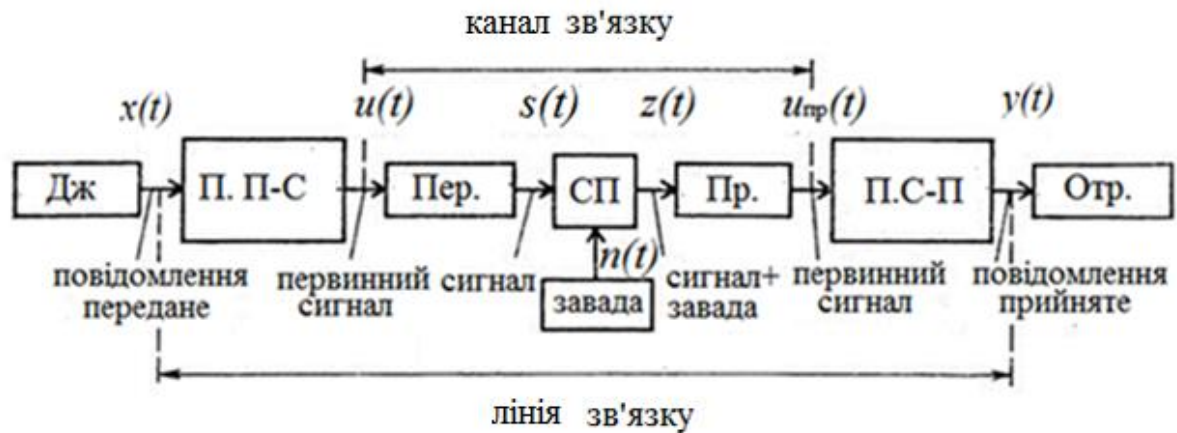 канал зв'язку
x(t) u(t) s(t) z(t) uпр(t) y(t)
Дж П. П-С Пер. СП Пр. П.С-П Отр.
n(t)
повідомлення передане
первинний сигнал
сигнал
завада
сигнал+ завада
первинний сигнал
повідомлення прийняте
лінія зв'язку